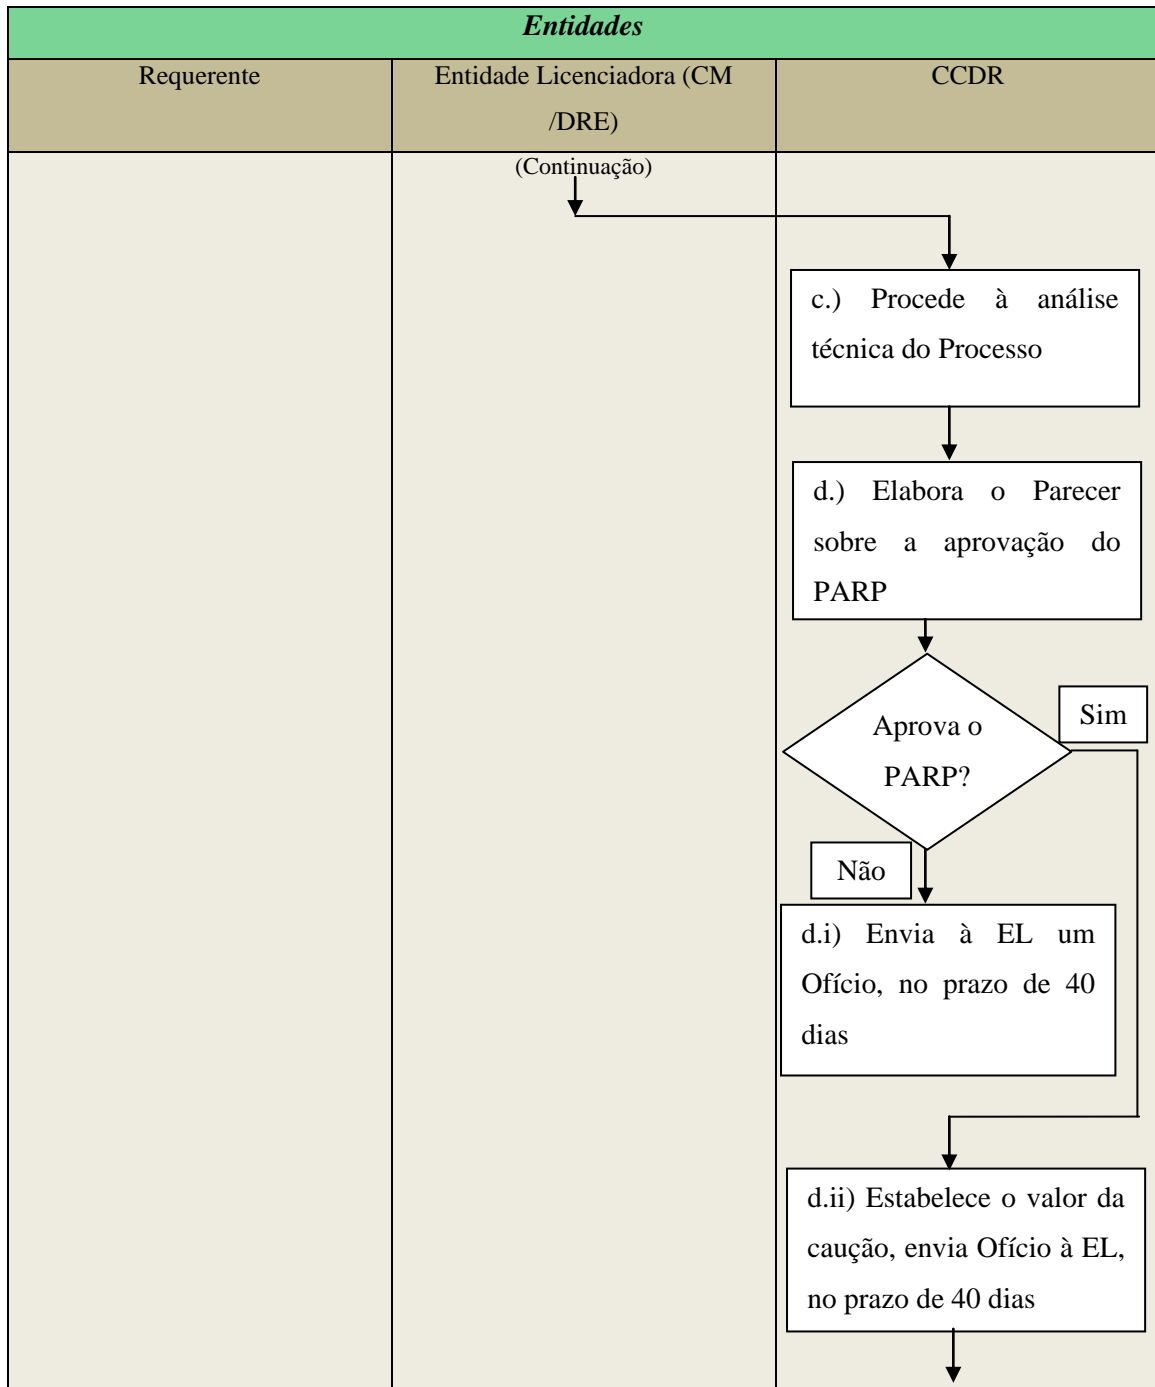 Entidades
Requerente
Entidade Licenciadora (CM
/DRE)
CCDR
(Continuação)
c.) Procede à análise
técnica do Processo
d.) Elabora o Parecer
sobre a aprovação do
PARP
Aprova o
PARP?
Sim
Não
d.i) Envia à EL um
Ofício, no prazo de 40
dias
d.ii) Estabelece o valor da
caução, envia Ofício à EL,
no prazo de 40 dias